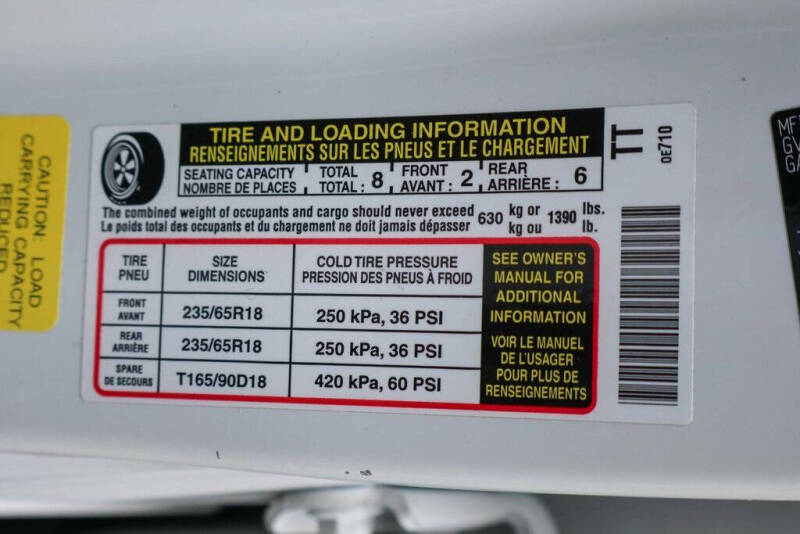 CAUTION: LOAD
CARRYING CAPACITY
REDUCED
TIRE AND LOADING INFORMATION
RENSEIGNEMENTS SUR LES PNEUS ET LE CHARGEMENT
SEATING CAPACITY TOTAL FRONT REAR
NOMBRE DE PLACES TOTAL : 8 AVANT : 2 ARRIÈRE : 6
TT
0E710
The combined weight of occupants and cargo should never exceed 630 kg or 1390 lbs.
Le poids total des occupants et du chargement ne doit jamais dépasser kg ou lb.
TIRE SIZE COLD TIRE PRESSURE
PNEU DIMENSIONS PRESSION DES PNEUS À FROID
FRONT
AVANT 235/65R18 250 kPa, 36 PSI
REAR
ARRIÈRE 235/65R18 250 kPa, 36 PSI
SPARE
DE SECOURS T165/90D18 420 kPa, 60 PSI
SEE OWNER'S
MANUAL FOR
ADDITIONAL
INFORMATION
VOIR LE MANUEL
DE L'USAGER
POUR PLUS DE
RENSEIGNEMENTS
MF
GV
GA